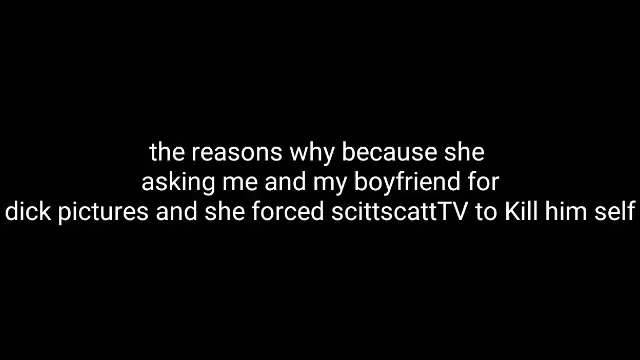 the reasons why because she
asking me and my boyfriend for
dick pictures and she forced scittscattTV to Kill him self